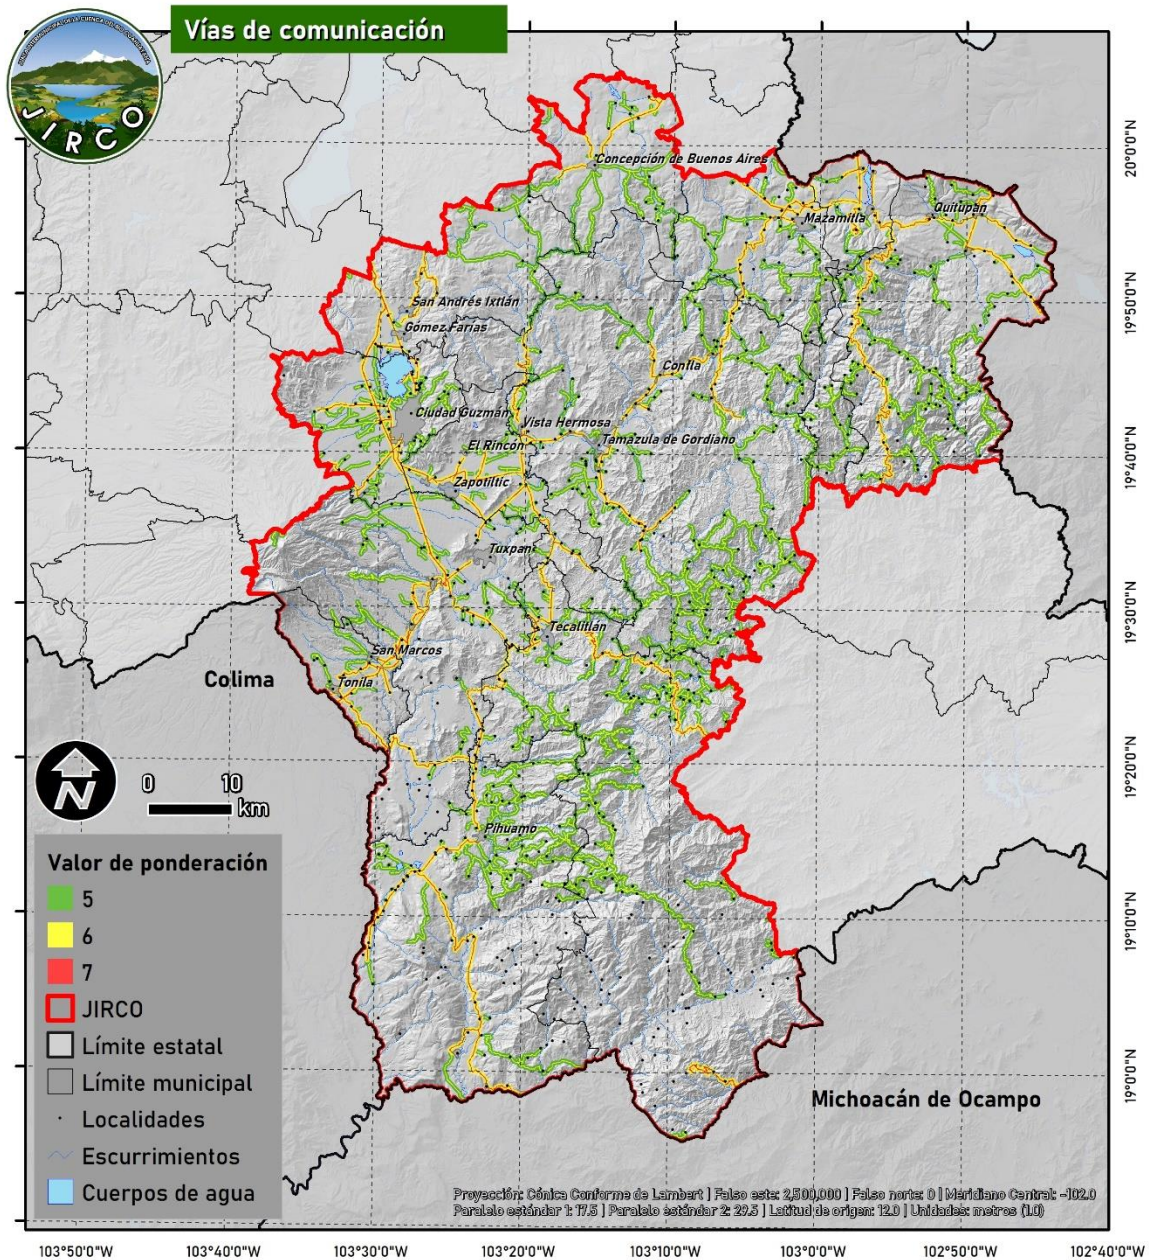 Vías de comunicación
JIRCO
Concepción de Buenos Aires
Mazamitla
Quitupan
San Andrés Ixtlán
Gómez Farías
Contla
Ciudad Guzmán
Vista Hermosa
El Rincón
Tamazula de Gordiano
Zapotiltic
Tuxpan
Tecalitlán
San Marcos
Tonila
Colima
Pihuamo
Michoacán de Ocampo
N
0 10
km
Valor de ponderación
5
6
7
JIRCO
Límite estatal
Límite municipal
Localidades
Escurrimientos
Cuerpos de agua
Proyección: Cónica Conforme de Lambert | Falso este: 2,500,000 | Falso norte: 0 | Meridiano Central: -102.0
Paralelo estándar 1: 17.5 | Paralelo estándar 2: 29.5 | Latitud de origen: 12.0 | Unidades: metros (1.0)
20°0'0"N
19°50'0"N
19°40'0"N
19°30'0"N
19°20'0"N
19°10'0"N
19°0'0"N
103°50'0"W 103°40'0"W 103°30'0"W 103°20'0"W 103°10'0"W 103°0'0"W 102°50'0"W 102°40'0"W